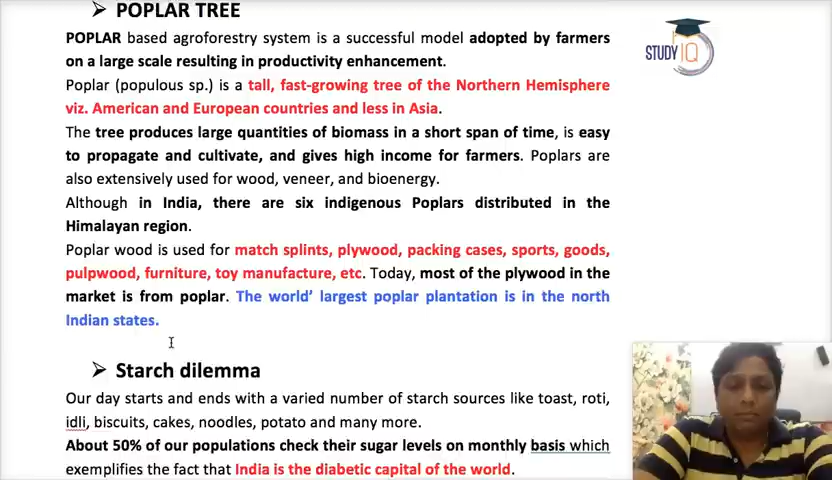 ➢ POPLAR TREE
POPLAR based agroforestry system is a successful model adopted by farmers
on a large scale resulting in productivity enhancement.
Poplar (populous sp.) is a tall, fast-growing tree of the Northern Hemisphere
viz. American and European countries and less in Asia.
The tree produces large quantities of biomass in a short span of time, is easy
to propagate and cultivate, and gives high income for farmers. Poplars are
also extensively used for wood, veneer, and bioenergy.
Although in India, there are six indigenous Poplars distributed in the
Himalayan region.
Poplar wood is used for match splints, plywood, packing cases, sports, goods,
pulpwood, furniture, toy manufacture, etc. Today, most of the plywood in the
market is from poplar. The world’ largest poplar plantation is in the north
Indian states.
➢ Starch dilemma
Our day starts and ends with a varied number of starch sources like toast, roti,
idli, biscuits, cakes, noodles, potato and many more.
About 50% of our populations check their sugar levels on monthly basis which
exemplifies the fact that India is the diabetic capital of the world.
STUDY IQ